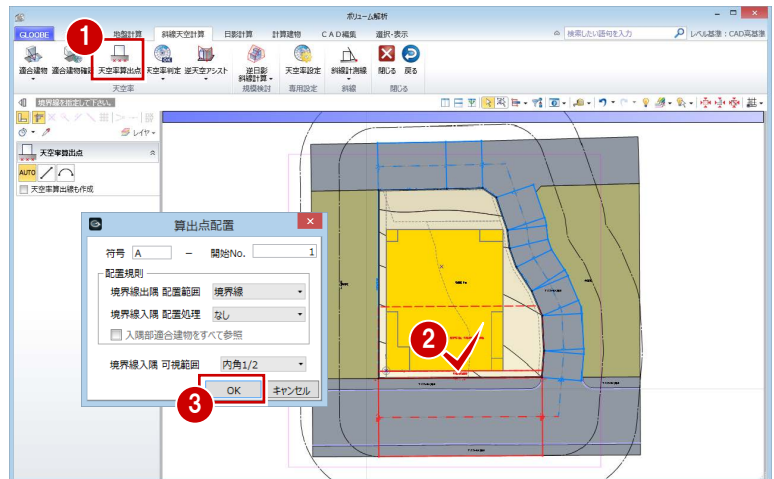 ボリューム解析
GLOOBE 地盤計算 斜線天空計算 日影計算 計算建物 CAD編集 選択・表示 検索したい語句を入力 レベル基準：CAD高基準
1
適合建物 適合建物確認 天空率算出点 天空率判定 逆天空アシスト 逆日影斜線計算 天空率設定 斜線計測線 閉じる 戻る
天空率 規模検討 専用設定 斜線 閉じる
境界線を指定して下さい。
レイヤ
天空率算出点
AUTO
天空率算出線も作成
算出点配置
符号 A － 開始No. 1
配置規則
境界線出隅 配置範囲 境界線
境界線入隅 配置処理 なし
入隅部適合建物をすべて参照
境界線入隅 可視範囲 内角1/2
OK キャンセル
2
3